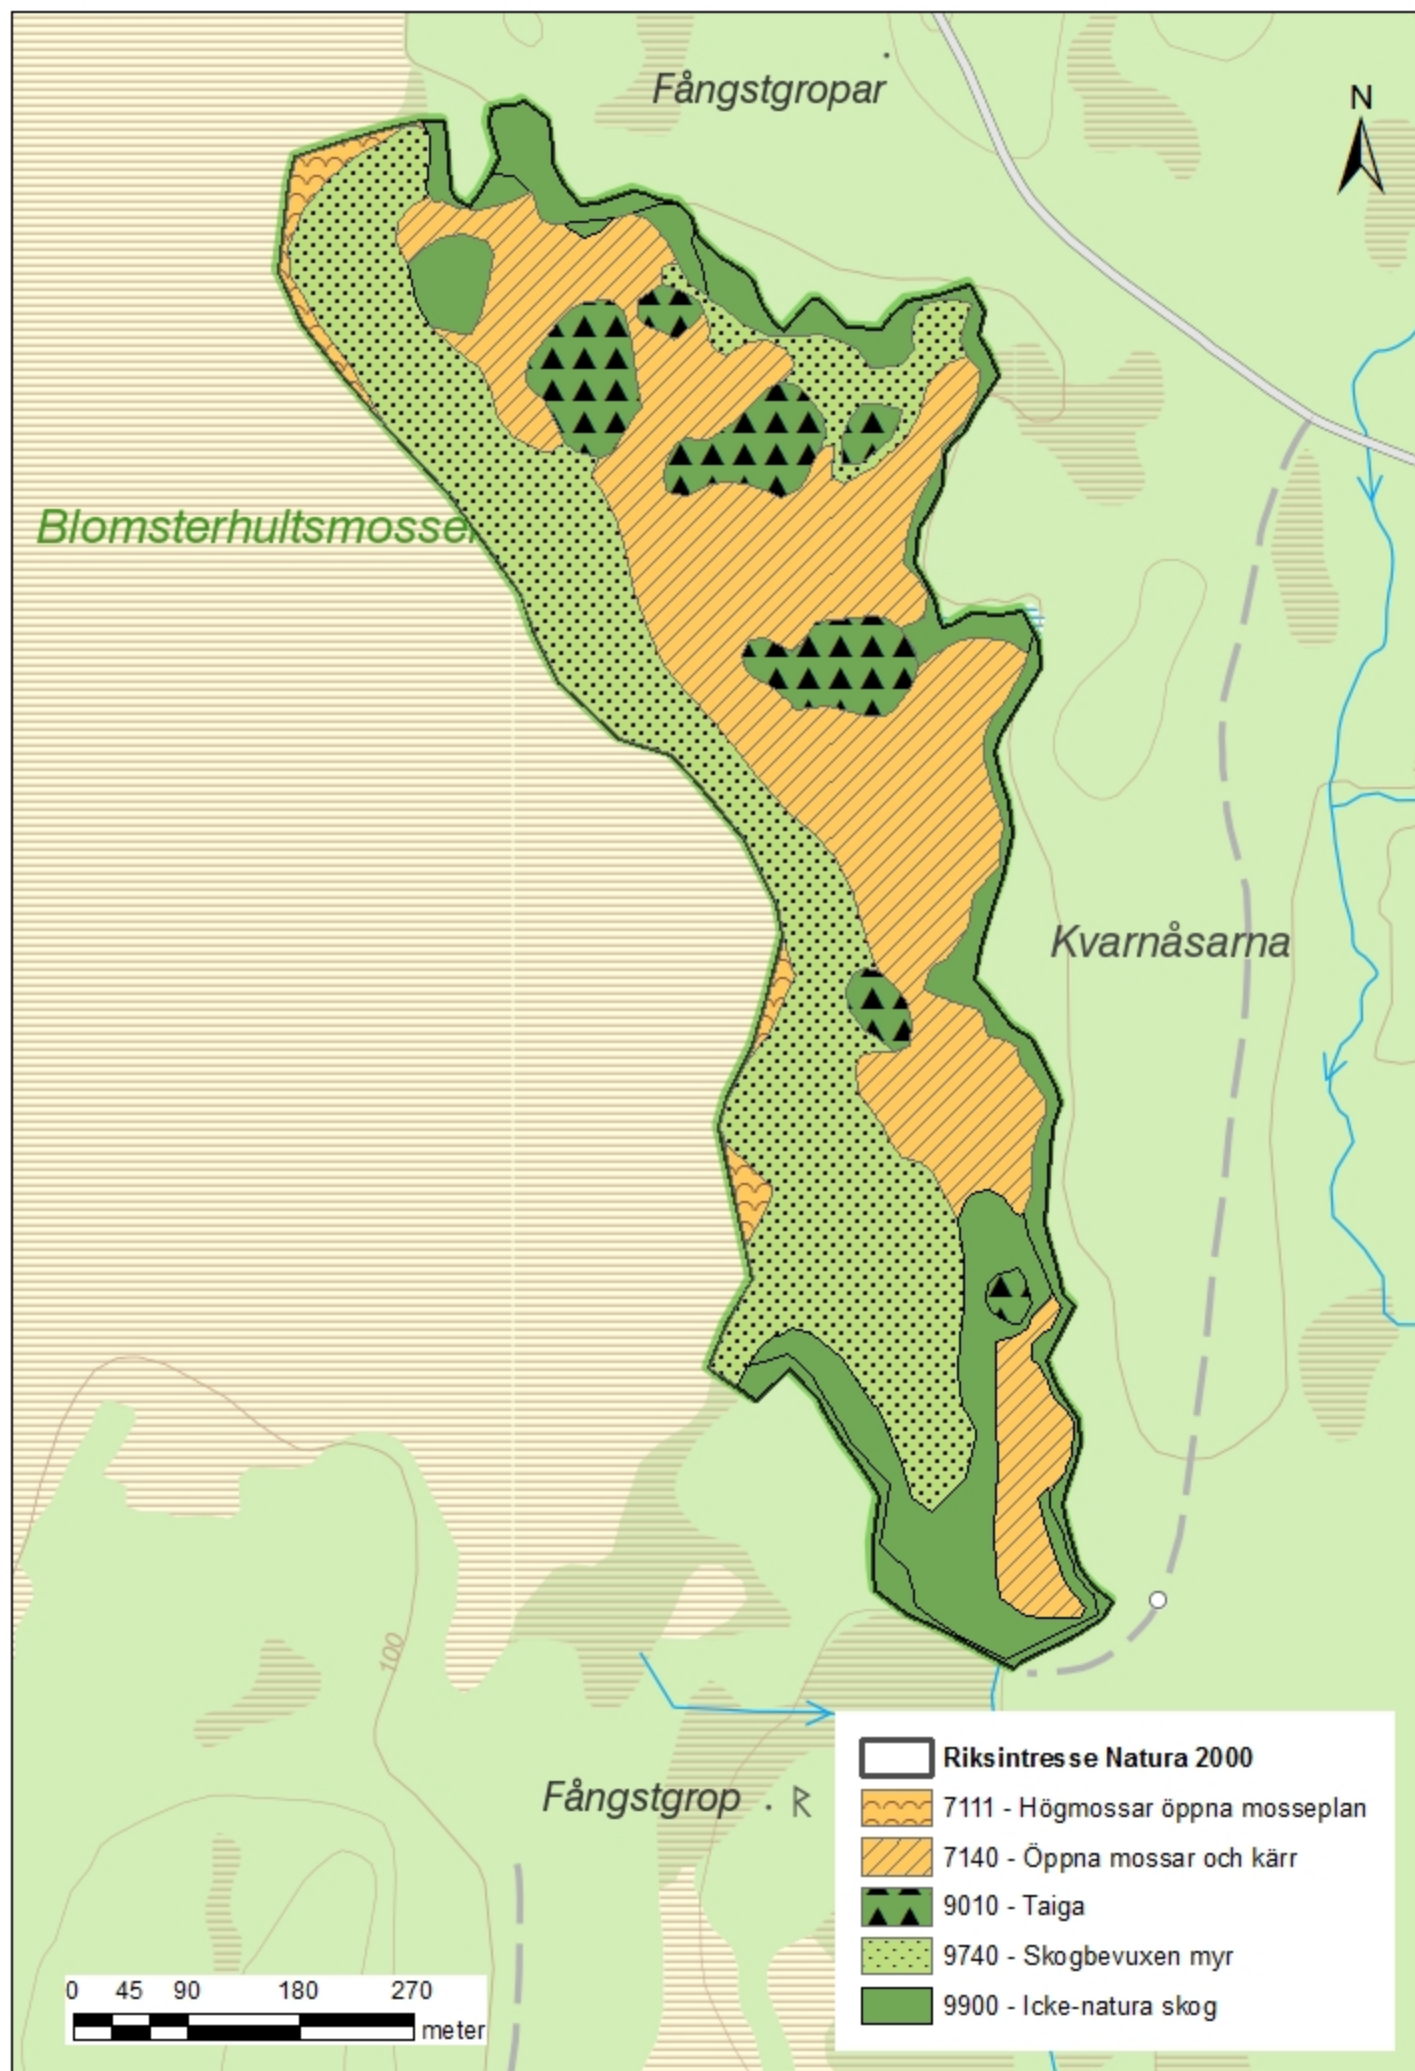 Fångstgropar
N
Blomsterhultsmosse
Kvarnåsarna
100
Fångstgrop
Riksintresse Natura 2000
7111 - Högmossar öppna mosseplan
7140 - Öppna mossar och kärr
9010 - Taiga
9740 - Skogbevuxen myr
9900 - Icke-natura skog
0 45 90 180 270
meter